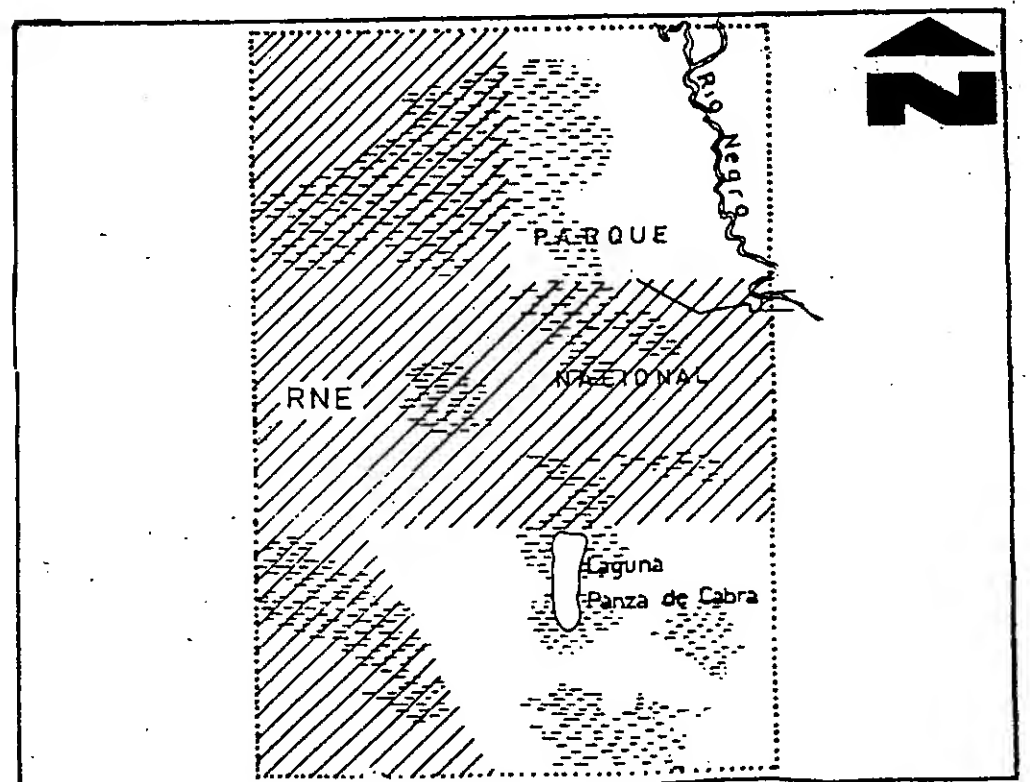 N
Rio Negro
PARQUE
NACIONAL
RNE
Laguna
Panza de Cabra